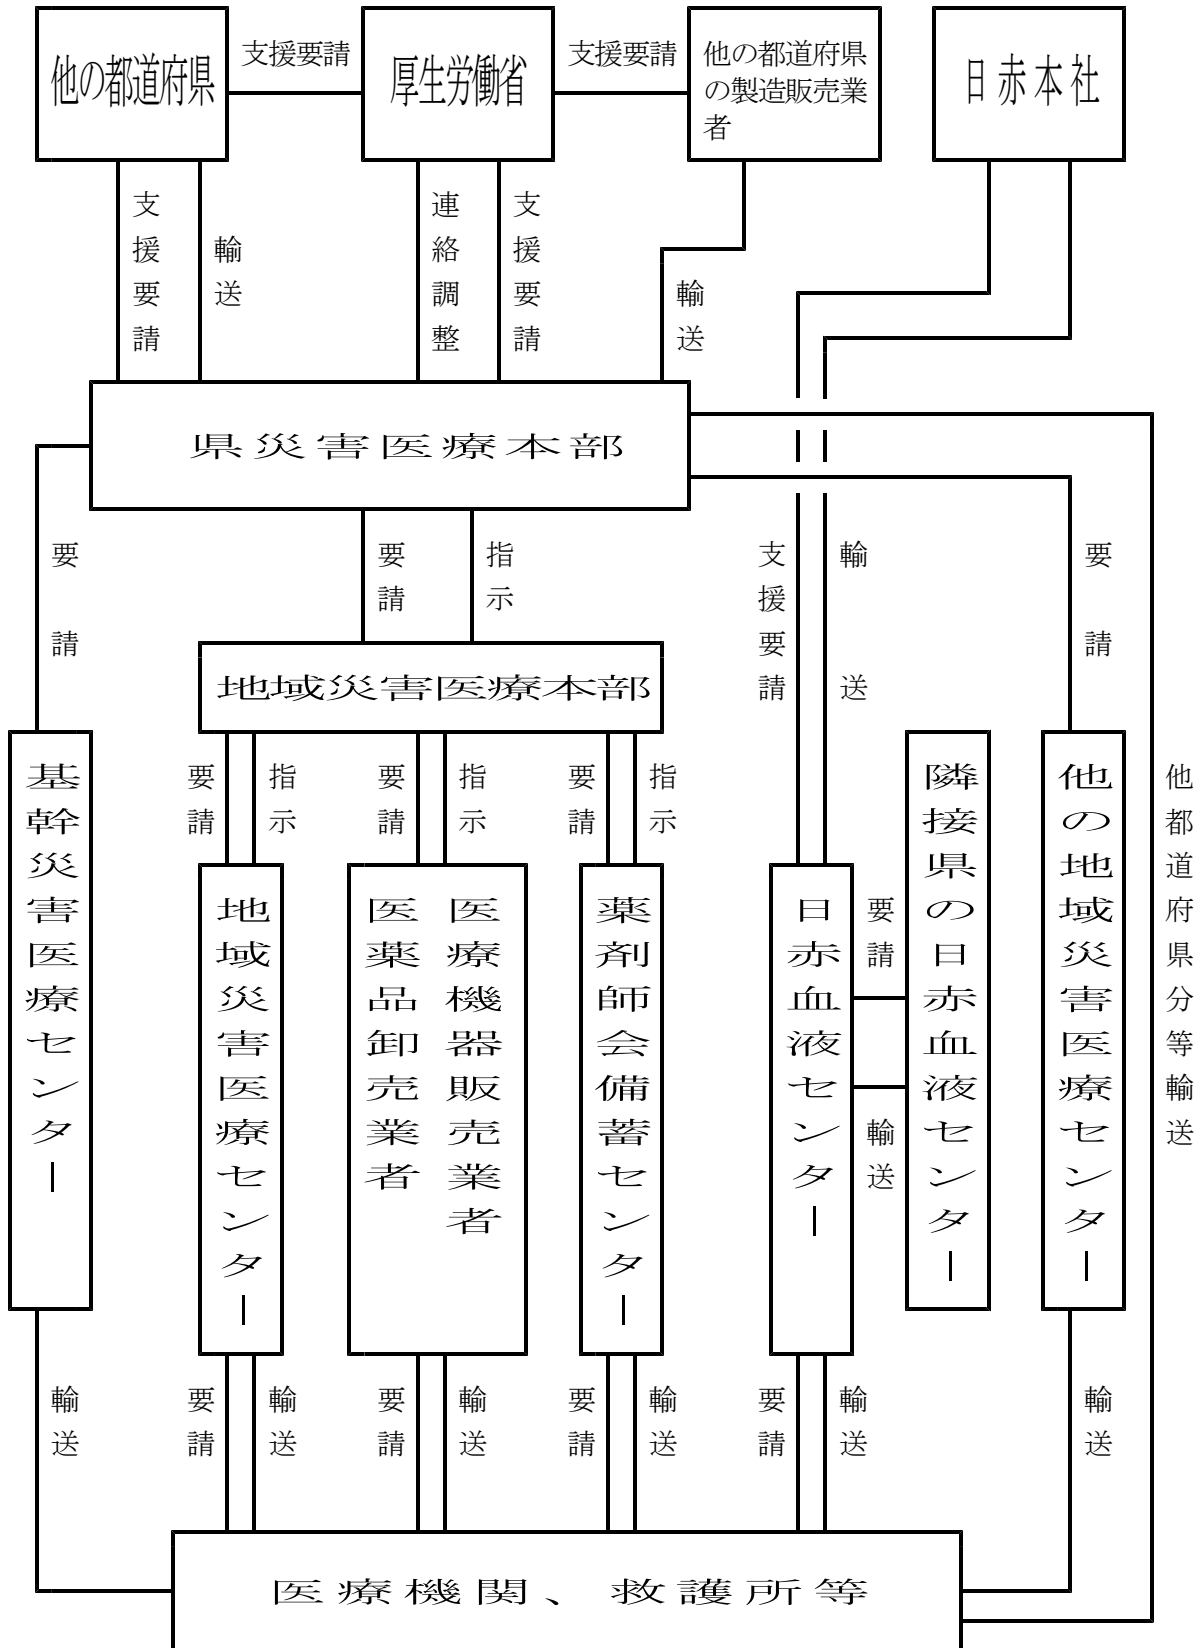 他の都道府県
支援要請
厚生労働省
支援要請
他の都道府県
の製造販売業
者
日赤本社
支援要請
輸送
連絡調整
支援要請
輸送
県災害医療本部
要請
要請
指示
支援要請
輸送
要請
地域災害医療本部
要請
指示
要請
指示
要請
指示
基幹災害医療センター
地域災害医療センター
医薬品卸売業者
医療機器販売業者
薬剤師会備蓄センター
日赤血液センター
要請
輸送
隣接県の日赤血液センター
他の地域災害医療センター
他都道府県分等輸送
輸送
要請
輸送
要請
輸送
要請
輸送
要請
輸送
輸送
医療機関、救護所等